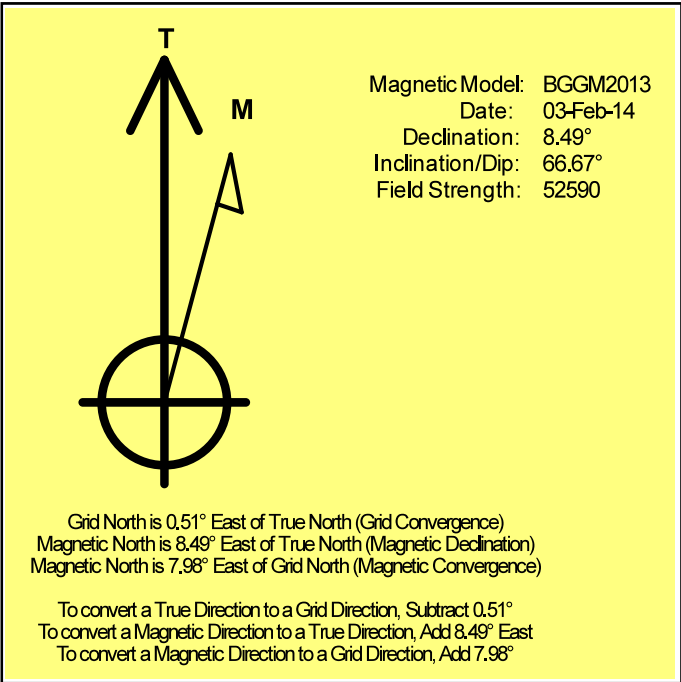 T
M
Magnetic Model: BGGM2013
Date: 03-Feb-14
Declination: 8.49°
Inclination/Dip: 66.67°
Field Strength: 52590
Grid North is 0.51° East of True North (Grid Convergence)
Magnetic North is 8.49° East of True North (Magnetic Declination)
Magnetic North is 7.98° East of Grid North (Magnetic Convergence)
To convert a True Direction to a Grid Direction, Subtract 0.51°
To convert a Magnetic Direction to a True Direction, Add 8.49° East
To convert a Magnetic Direction to a Grid Direction, Add 7.98°